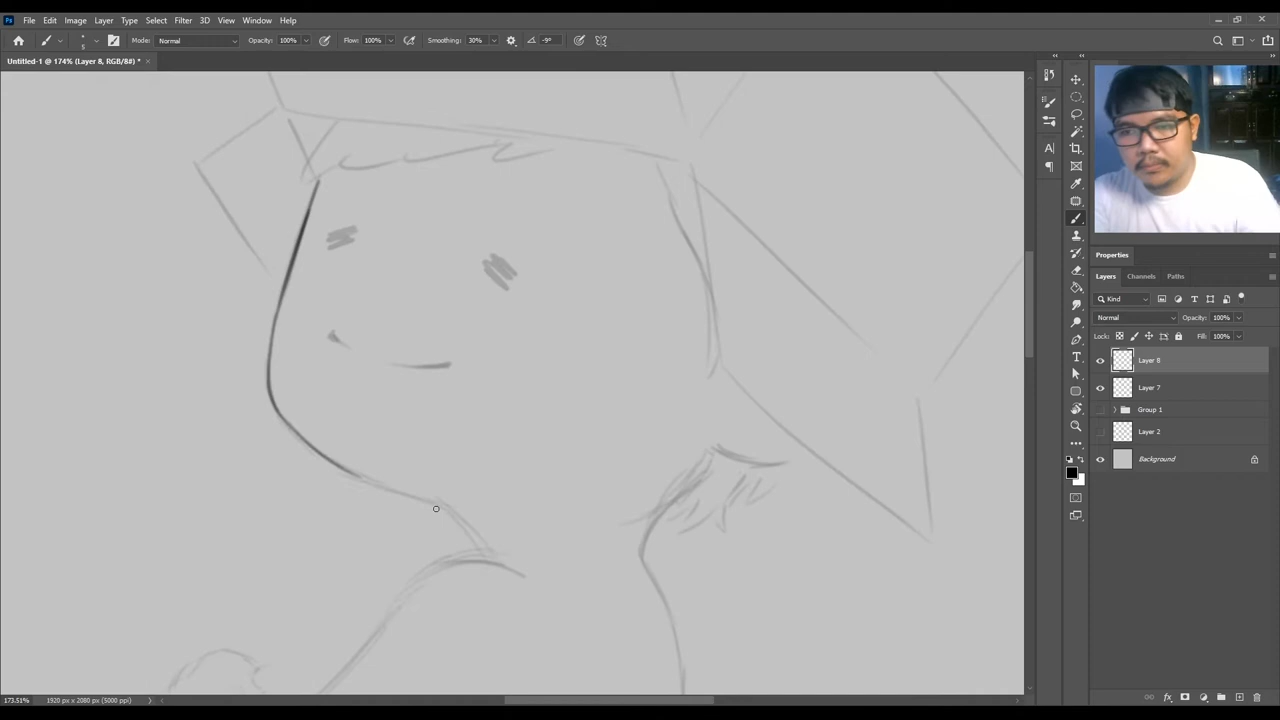 Ps File Edit Image Layer Type Select Filter 3D View Window Help
Mode: Normal Opacity: 100% Flow: 100% Smoothing: 30% -9°
5
Untitled-1 @ 174% (Layer 8, RGB/8#) * ×
Properties
Layers Channels Paths
Kind
Normal Opacity: 100%
Lock: Fill: 100%
Layer 8
Layer 7
Group 1
Layer 2
Background
173.51% 1920 px x 2080 px (5000 ppi)